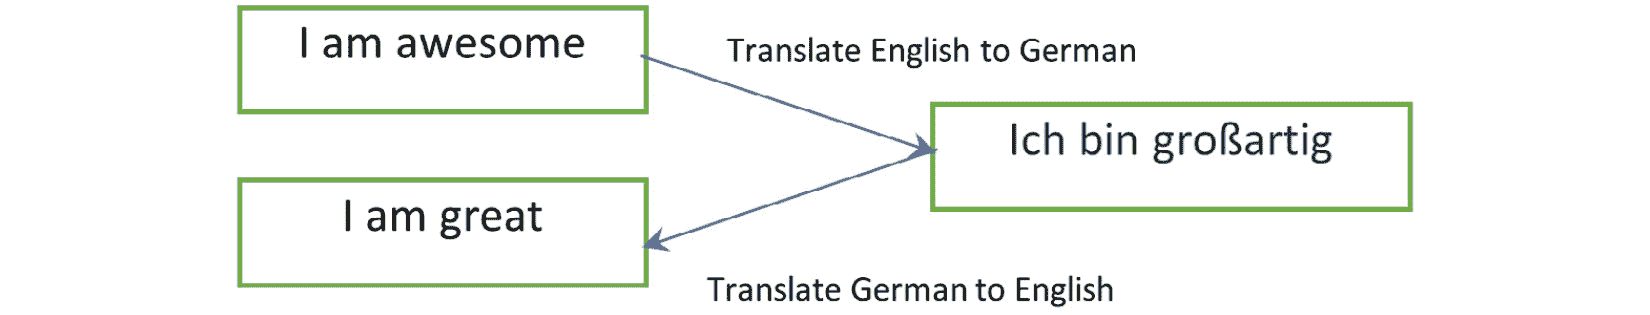 I am awesome
Translate English to German
Ich bin großartig
I am great
Translate German to English